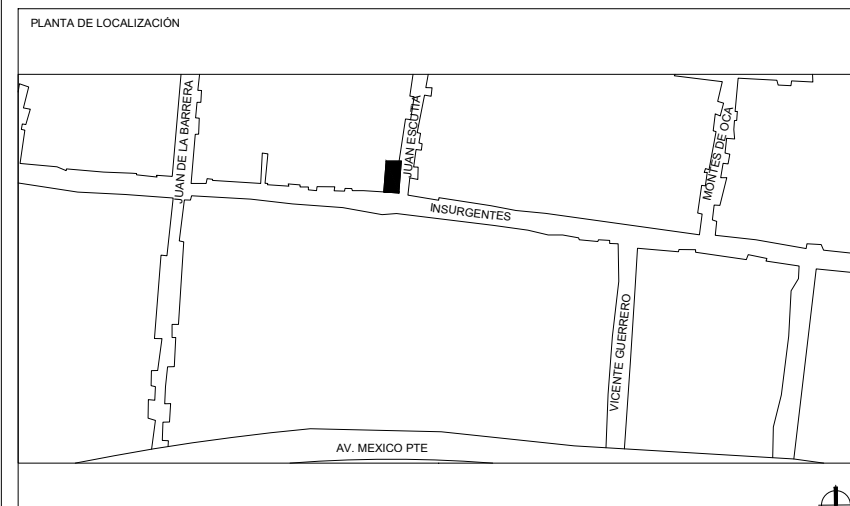 PLANTA DE LOCALIZACIÓN
JUAN DE LA BARRERA
JUAN ESCUTIA
MONTES DE OCA
INSURGENTES
VICENTE GUERRERO
AV. MEXICO PTE